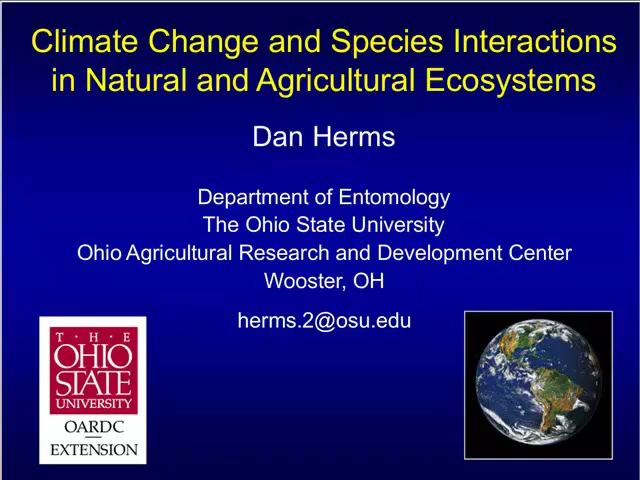 Climate Change and Species Interactions
in Natural and Agricultural Ecosystems
Dan Herms
Department of Entomology
The Ohio State University
Ohio Agricultural Research and Development Center
Wooster, OH
herms.2@osu.edu
T · H · E
OHIO
STATE
UNIVERSITY
OARDC
EXTENSION